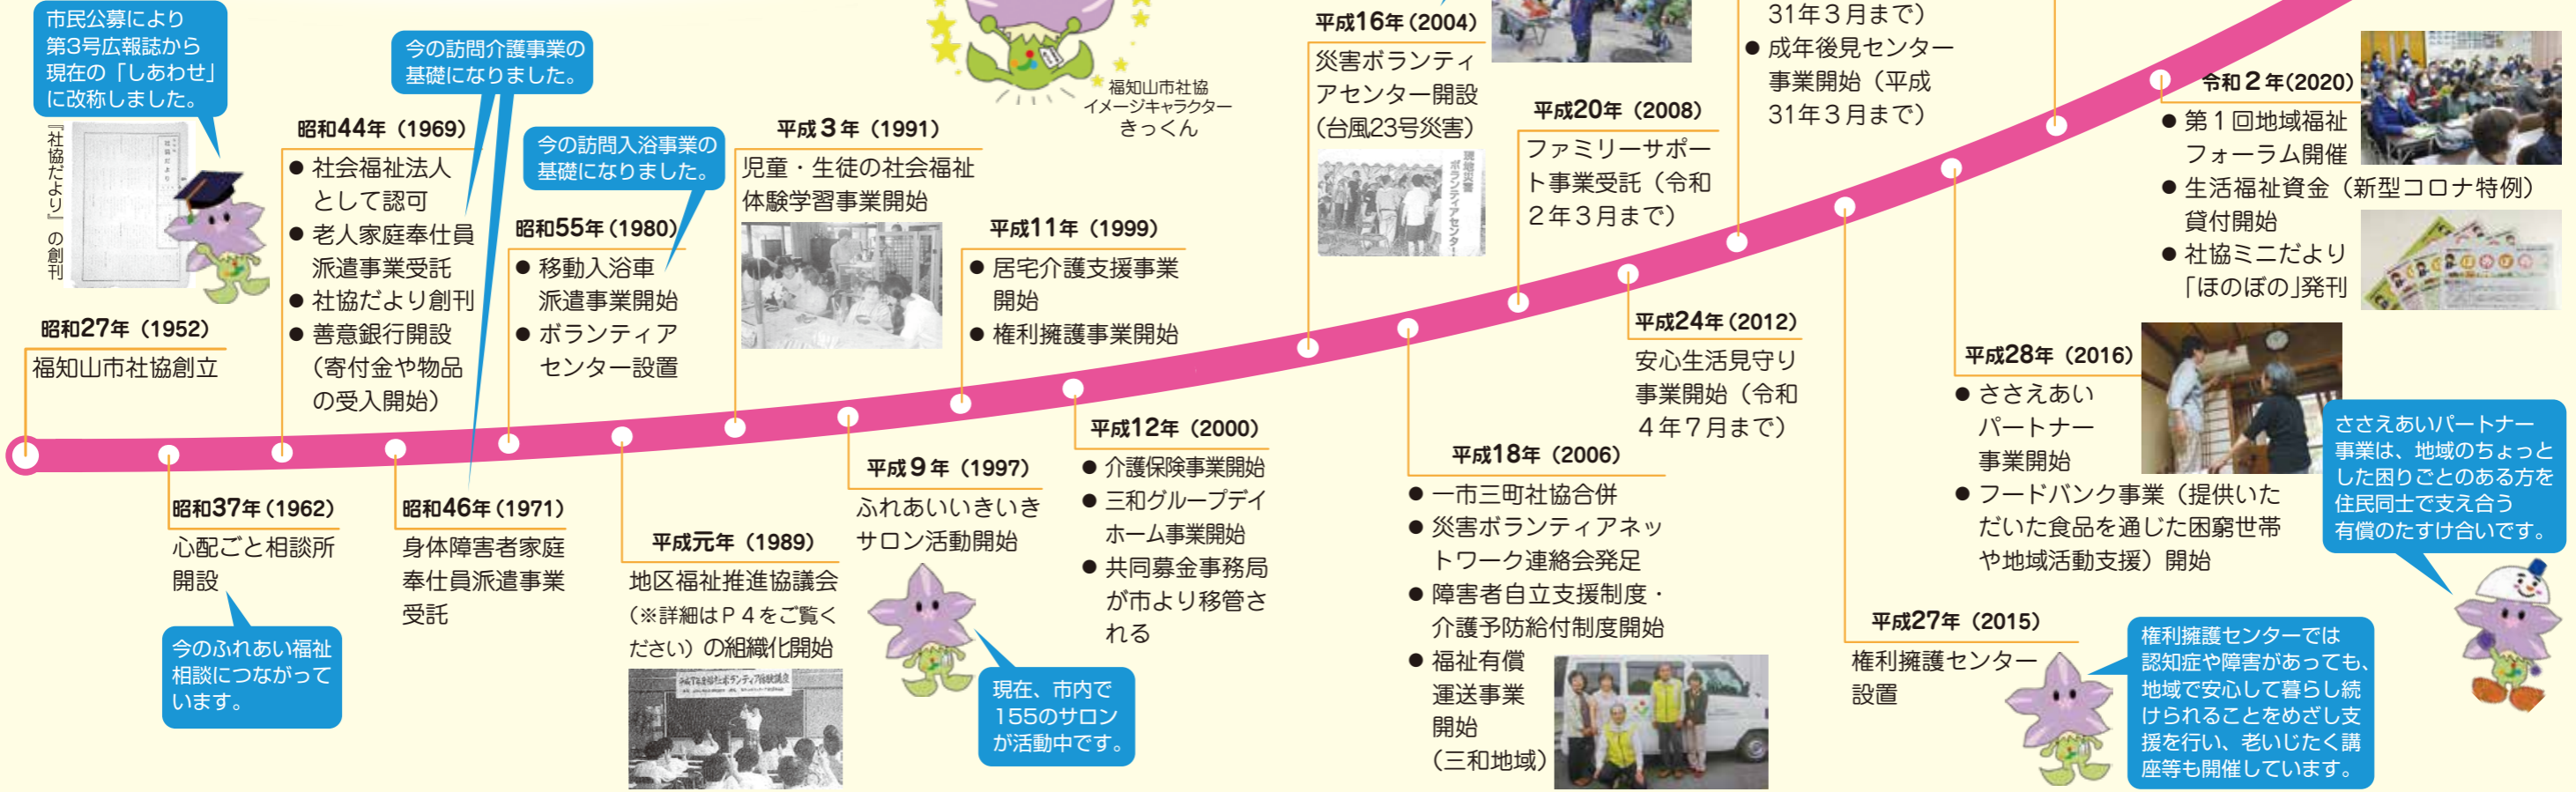 市民公募により
第3号広報誌から
現在の「しあわせ」
に改称しました。
『社協だより』の創刊
昭和27年（1952）
福知山市社協創立
昭和37年（1962）
心配ごと相談所
開設
今のふれあい福祉
相談につながって
います。
今の訪問介護事業の
基礎になりました。
昭和44年（1969）
● 社会福祉法人
として認可
● 老人家庭奉仕員
派遣事業受託
● 社協だより創刊
● 善意銀行開設
（寄付金や物品
の受入開始）
昭和46年（1971）
身体障害者家庭
奉仕員派遣事業
受託
今の訪問入浴事業の
基礎になりました。
昭和55年（1980）
● 移動入浴車
派遣事業開始
● ボランティア
センター設置
平成元年（1989）
地区福祉推進協議会
（※詳細はＰ４をご覧く
ださい）の組織化開始
平成３年（1991）
児童・生徒の社会福祉
体験学習事業開始
平成９年（1997）
ふれあいいきいき
サロン活動開始
現在、市内で
155のサロン
が活動中です。
福知山市社協
イメージキャラクター
きっくん
平成11年（1999）
● 居宅介護支援事業
開始
● 権利擁護事業開始
平成12年（2000）
● 介護保険事業開始
● 三和グループデイ
ホーム事業開始
● 共同募金事務局
が市より移管さ
れる
平成16年（2004）
災害ボランティ
アセンター開設
（台風23号災害）
現地災害
ボランティアセンター
平成18年（2006）
● 一市三町社協合併
● 災害ボランティアネッ
トワーク連絡会発足
● 障害者自立支援制度・
介護予防給付制度開始
● 福祉有償
運送事業
開始
（三和地域）
平成20年（2008）
ファミリーサポー
ト事業受託（令和
２年３月まで）
31年３月まで）
● 成年後見センター
事業開始（平成
31年３月まで）
平成24年（2012）
安心生活見守り
事業開始（令和
４年７月まで）
平成27年（2015）
権利擁護センター
設置
権利擁護センターでは
認知症や障害があっても、
地域で安心して暮らし続
けられることをめざし支
援を行い、老いじたく講
座等も開催しています。
平成28年（2016）
● ささえあい
パートナー
事業開始
● フードバンク事業（提供いた
だいた食品を通じた困窮世帯
や地域活動支援）開始
ささえあいパートナー
事業は、地域のちょっと
した困りごとのある方を
住民同士で支え合う
有償のたすけ合いです。
令和２年(2020)
● 第１回地域福祉
フォーラム開催
● 生活福祉資金（新型コロナ特例）
貸付開始
● 社協ミニだより
「ほのぼの」発刊